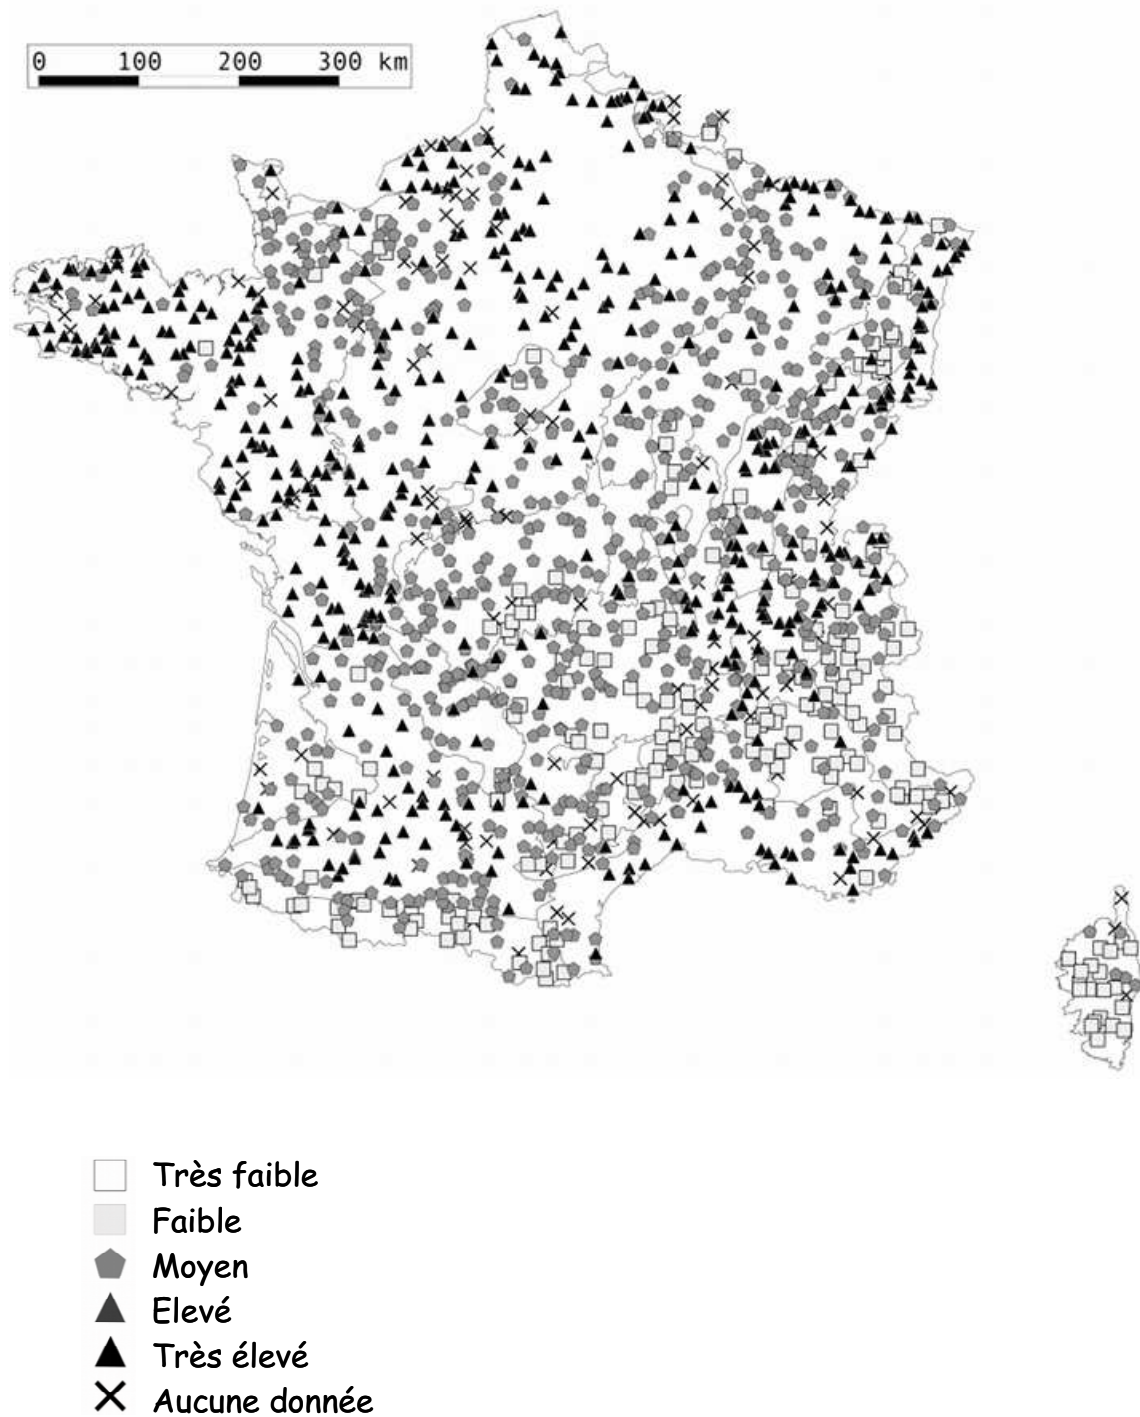 0 100 200 300 km
Très faible
Faible
Moyen
Elevé
Très élevé
Aucune donnée